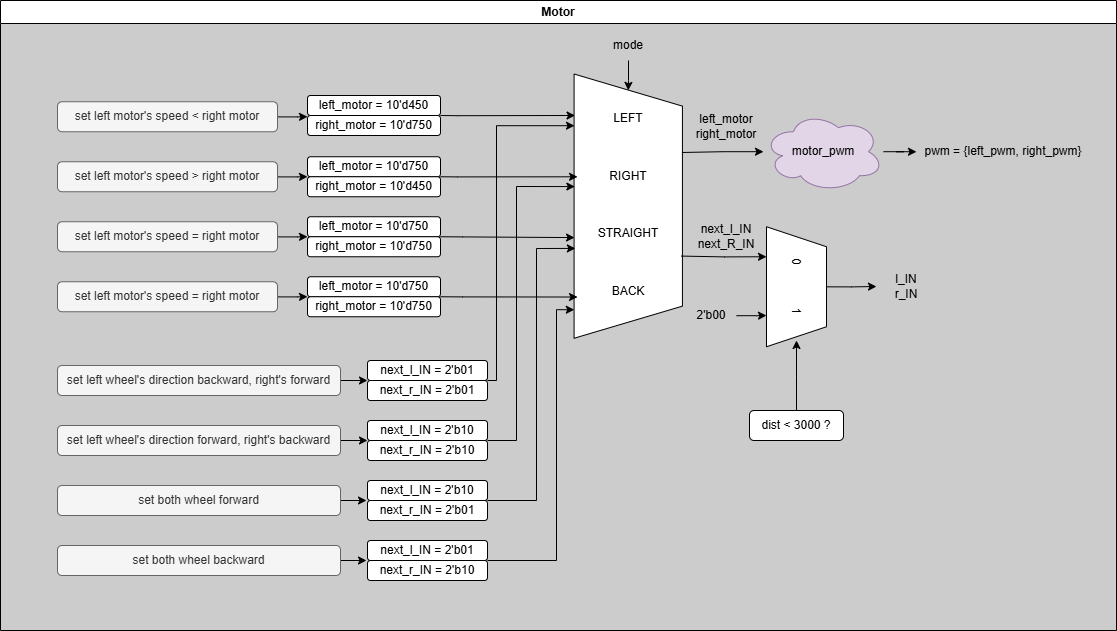 Motor
mode
set left motor's speed < right motor
left_motor = 10'd450
right_motor = 10'd750
LEFT
set left motor's speed > right motor
left_motor = 10'd750
right_motor = 10'd450
RIGHT
set left motor's speed = right motor
left_motor = 10'd750
right_motor = 10'd750
STRAIGHT
set left motor's speed = right motor
left_motor = 10'd750
right_motor = 10'd750
BACK
left_motor
right_motor
motor_pwm
pwm = {left_pwm, right_pwm}
next_l_IN
next_R_IN
2'b00
0
1
l_IN
r_IN
dist < 3000 ?
set left wheel's direction backward, right's forward
next_l_IN = 2'b01
next_r_IN = 2'b01
set left wheel's direction forward, right's backward
next_l_IN = 2'b10
next_r_IN = 2'b10
set both wheel forward
next_l_IN = 2'b10
next_r_IN = 2'b01
set both wheel backward
next_l_IN = 2'b01
next_r_IN = 2'b10